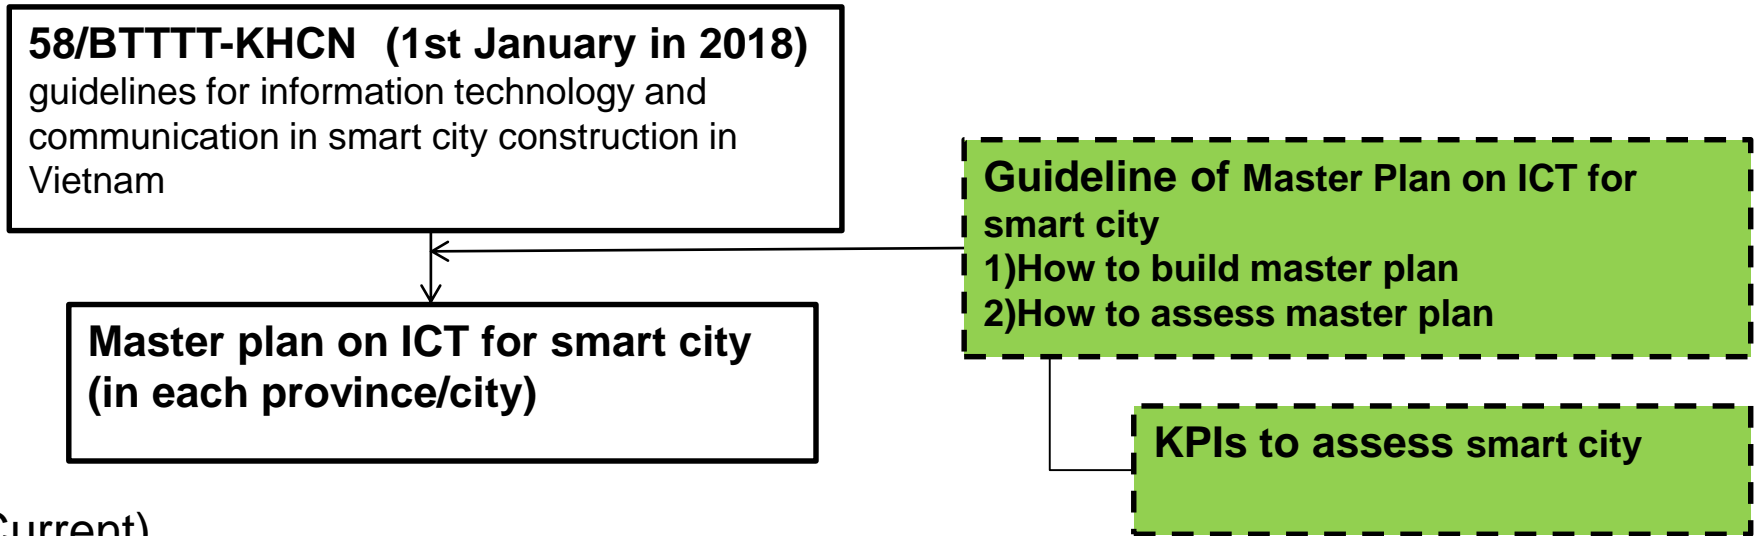 58/BTTTT-KHCN (1st January in 2018)
guidelines for information technology and
communication in smart city construction in
Vietnam
Guideline of Master Plan on ICT for
smart city
1)How to build master plan
2)How to assess master plan
Master plan on ICT for smart city
(in each province/city)
KPIs to assess smart city
Current)